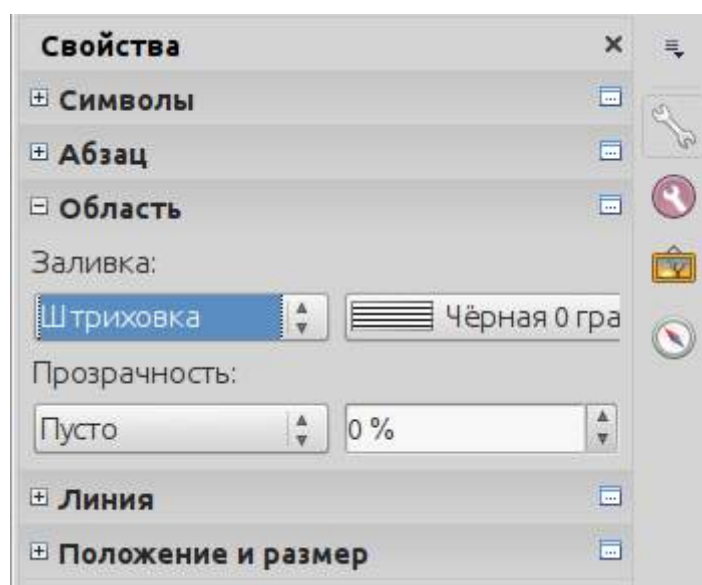 Свойства
Символы
Абзац
Область
Заливка:
Штриховка Чёрная 0 гра
Прозрачность:
Пусто 0 %
Линия
Положение и размер